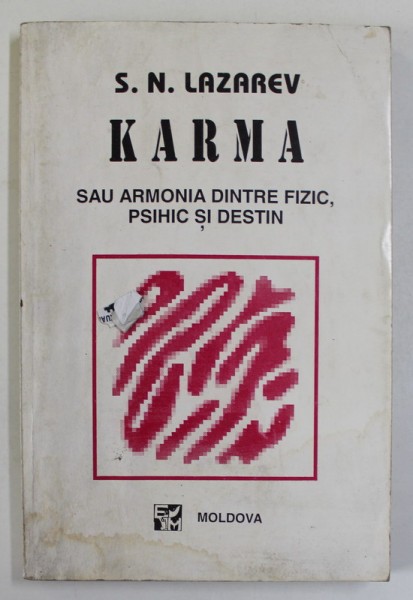 S. N. LAZAREV
KARMA
SAU ARMONIA DINTRE FIZIC,
PSIHIC ȘI DESTIN
MOLDOVA